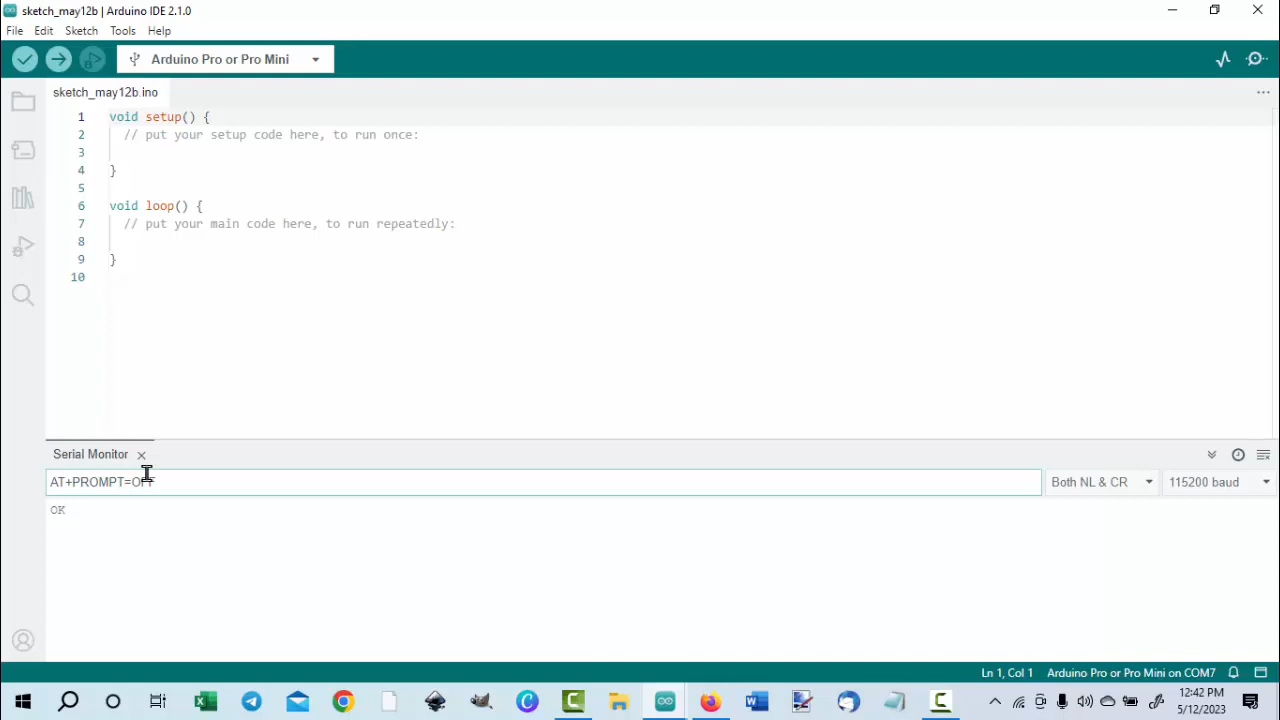 sketch_may12b | Arduino IDE 2.1.0
File Edit Sketch Tools Help
Arduino Pro or Pro Mini
sketch_may12b.ino
1 void setup() {
2 // put your setup code here, to run once:
3
4 }
5
6 void loop() {
7 // put your main code here, to run repeatedly:
8
9 }
10
Serial Monitor
AT+PROMPT=OFF
Both NL & CR
115200 baud
OK
Ln 1, Col 1 Arduino Pro or Pro Mini on COM7
12:42 PM
5/12/2023